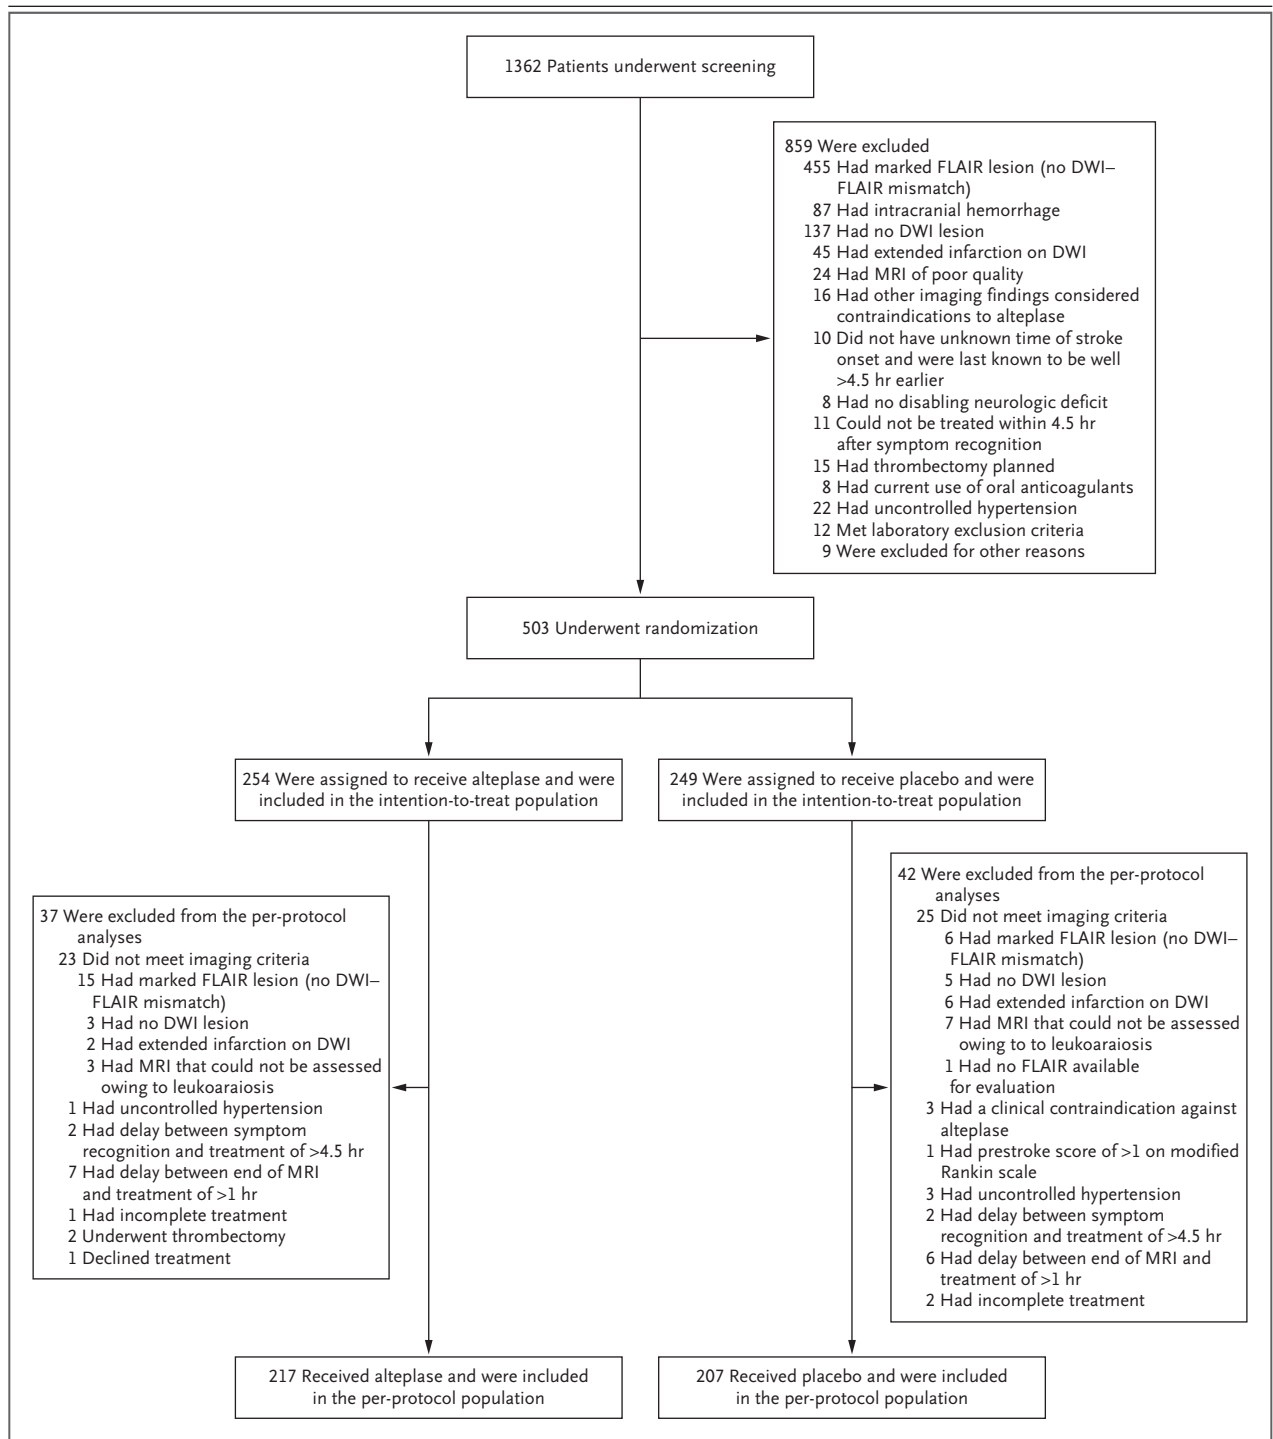 1362 Patients underwent screening
859 Were excluded
455 Had marked FLAIR lesion (no DWI–
FLAIR mismatch)
87 Had intracranial hemorrhage
137 Had no DWI lesion
45 Had extended infarction on DWI
24 Had MRI of poor quality
16 Had other imaging findings considered
contraindications to alteplase
10 Did not have unknown time of stroke
onset and were last known to be well
>4.5 hr earlier
8 Had no disabling neurologic deficit
11 Could not be treated within 4.5 hr
after symptom recognition
15 Had thrombectomy planned
8 Had current use of oral anticoagulants
22 Had uncontrolled hypertension
12 Met laboratory exclusion criteria
9 Were excluded for other reasons
503 Underwent randomization
254 Were assigned to receive alteplase and were
included in the intention-to-treat population
249 Were assigned to receive placebo and were
included in the intention-to-treat population
37 Were excluded from the per-protocol
analyses
23 Did not meet imaging criteria
15 Had marked FLAIR lesion (no DWI–
FLAIR mismatch)
3 Had no DWI lesion
2 Had extended infarction on DWI
3 Had MRI that could not be assessed
owing to leukoaraiosis
1 Had uncontrolled hypertension
2 Had delay between symptom
recognition and treatment of >4.5 hr
7 Had delay between end of MRI
and treatment of >1 hr
1 Had incomplete treatment
2 Underwent thrombectomy
1 Declined treatment
42 Were excluded from the per-protocol
analyses
25 Did not meet imaging criteria
6 Had marked FLAIR lesion (no DWI–
FLAIR mismatch)
5 Had no DWI lesion
6 Had extended infarction on DWI
7 Had MRI that could not be assessed
owing to to leukoaraiosis
1 Had no FLAIR available
for evaluation
3 Had a clinical contraindication against
alteplase
1 Had prestroke score of >1 on modified
Rankin scale
3 Had uncontrolled hypertension
2 Had delay between symptom
recognition and treatment of >4.5 hr
6 Had delay between end of MRI and
treatment of >1 hr
2 Had incomplete treatment
217 Received alteplase and were included
in the per-protocol population
207 Received placebo and were included
in the per-protocol population